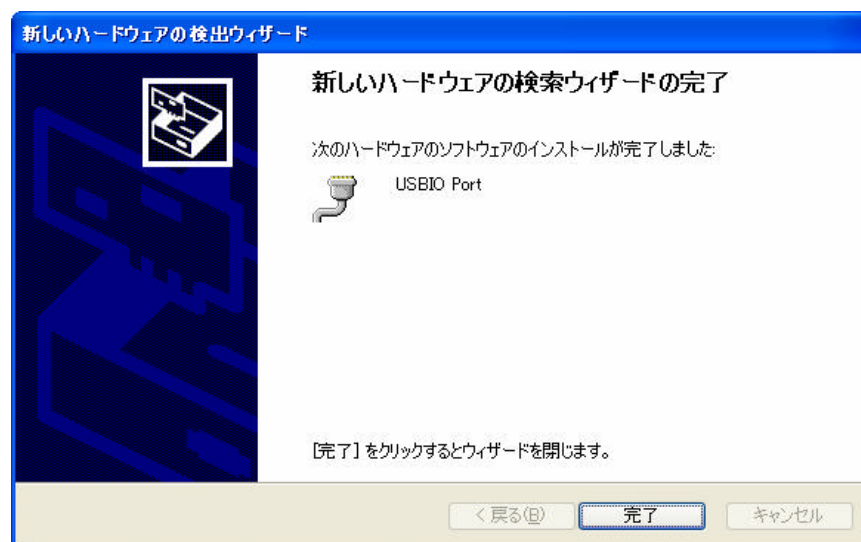 新しいハードウェアの検出ウィザード
新しいハードウェアの検索ウィザードの完了
次のハードウェアのソフトウェアのインストールが完了しました:
USBIO Port
[完了] をクリックするとウィザードを閉じます。
< 戻る(B) 完了 キャンセル